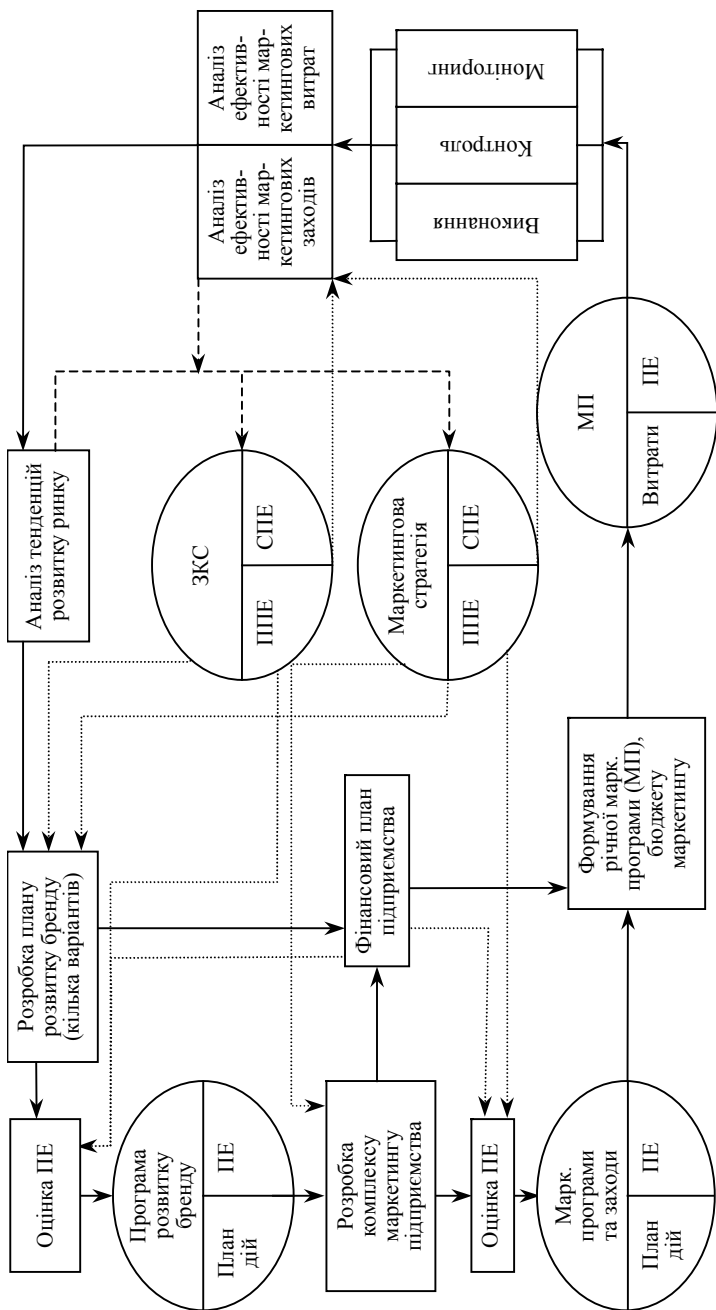 Оцінка ПЕ
Розробка плану
розвитку бренду
(кілька варіантів)
Аналіз тенденцій
розвитку ринку
Аналіз
ефектив-
ності мар-
кетингових
заходів
Аналіз
ефектив-
ності мар-
кетингових
витрат
Програма
розвитку
бренду
План
дій
ПЕ
ЗКС
ППЕ
СПЕ
Розробка
комплексу
маркетингу
підприємства
Фінансовий план
підприємства
Маркетингова
стратегія
ППЕ
СПЕ
Виконання
Контроль
Моніторинг
Оцінка ПЕ
Марк.
програми
та заходи
План
дій
ПЕ
Формування
річної марк.
програми (МП),
бюджету
маркетингу
МП
Витрати
ПЕ